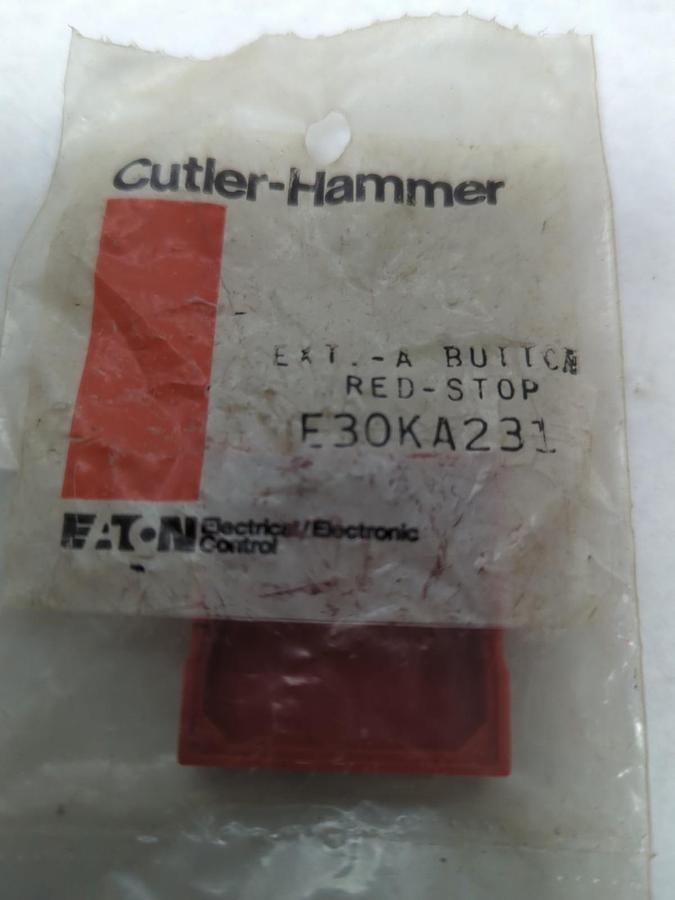 Cutler-Hammer
EXT.-A BUTTON
RED-STOP
E30KA231
EATON Electrical/Electronic
Control